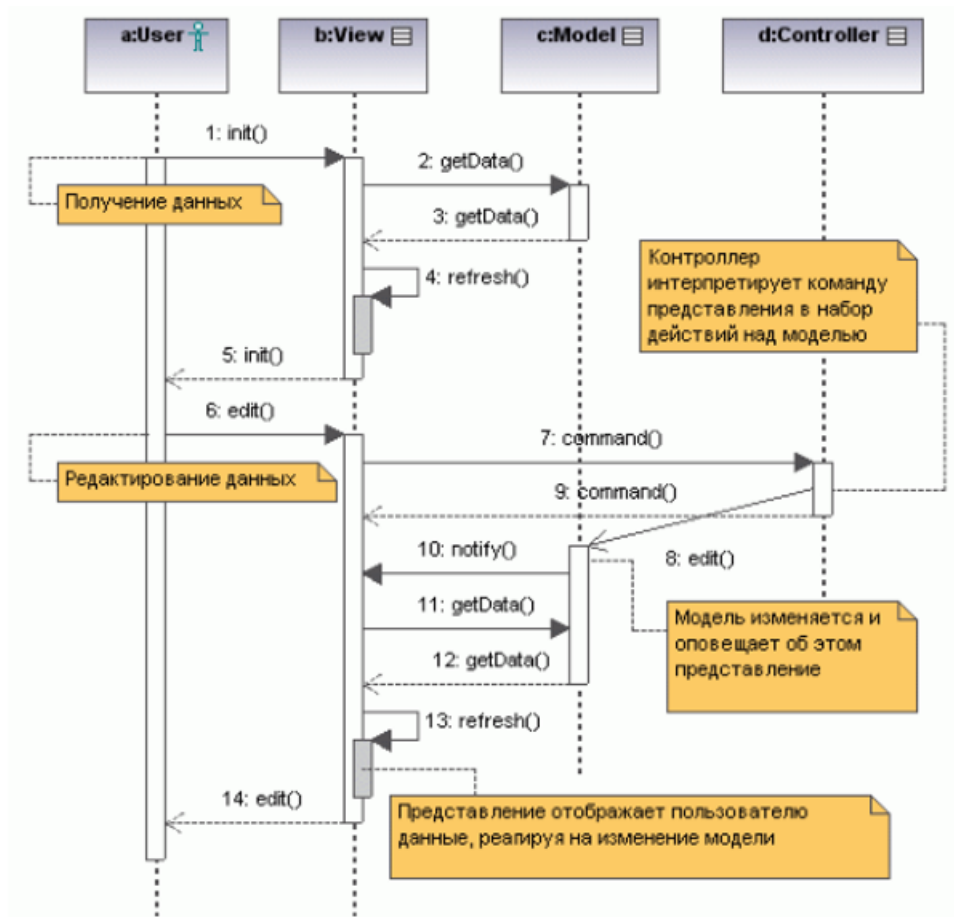 a:User
b:View
c:Model
d:Controller
1: init()
2: getData()
Получение данных
3: getData()
Контроллер
интерпретирует команду
представления в набор
действий над моделью
4: refresh()
5: init()
6: edit()
7: command()
Редактирование данных
9: command()
10: notify()
8: edit()
11: getData()
Модель изменяется и
оповещает об этом
представление
12: getData()
13: refresh()
14: edit()
Представление отображает пользователю
данные, реагируя на изменение модели